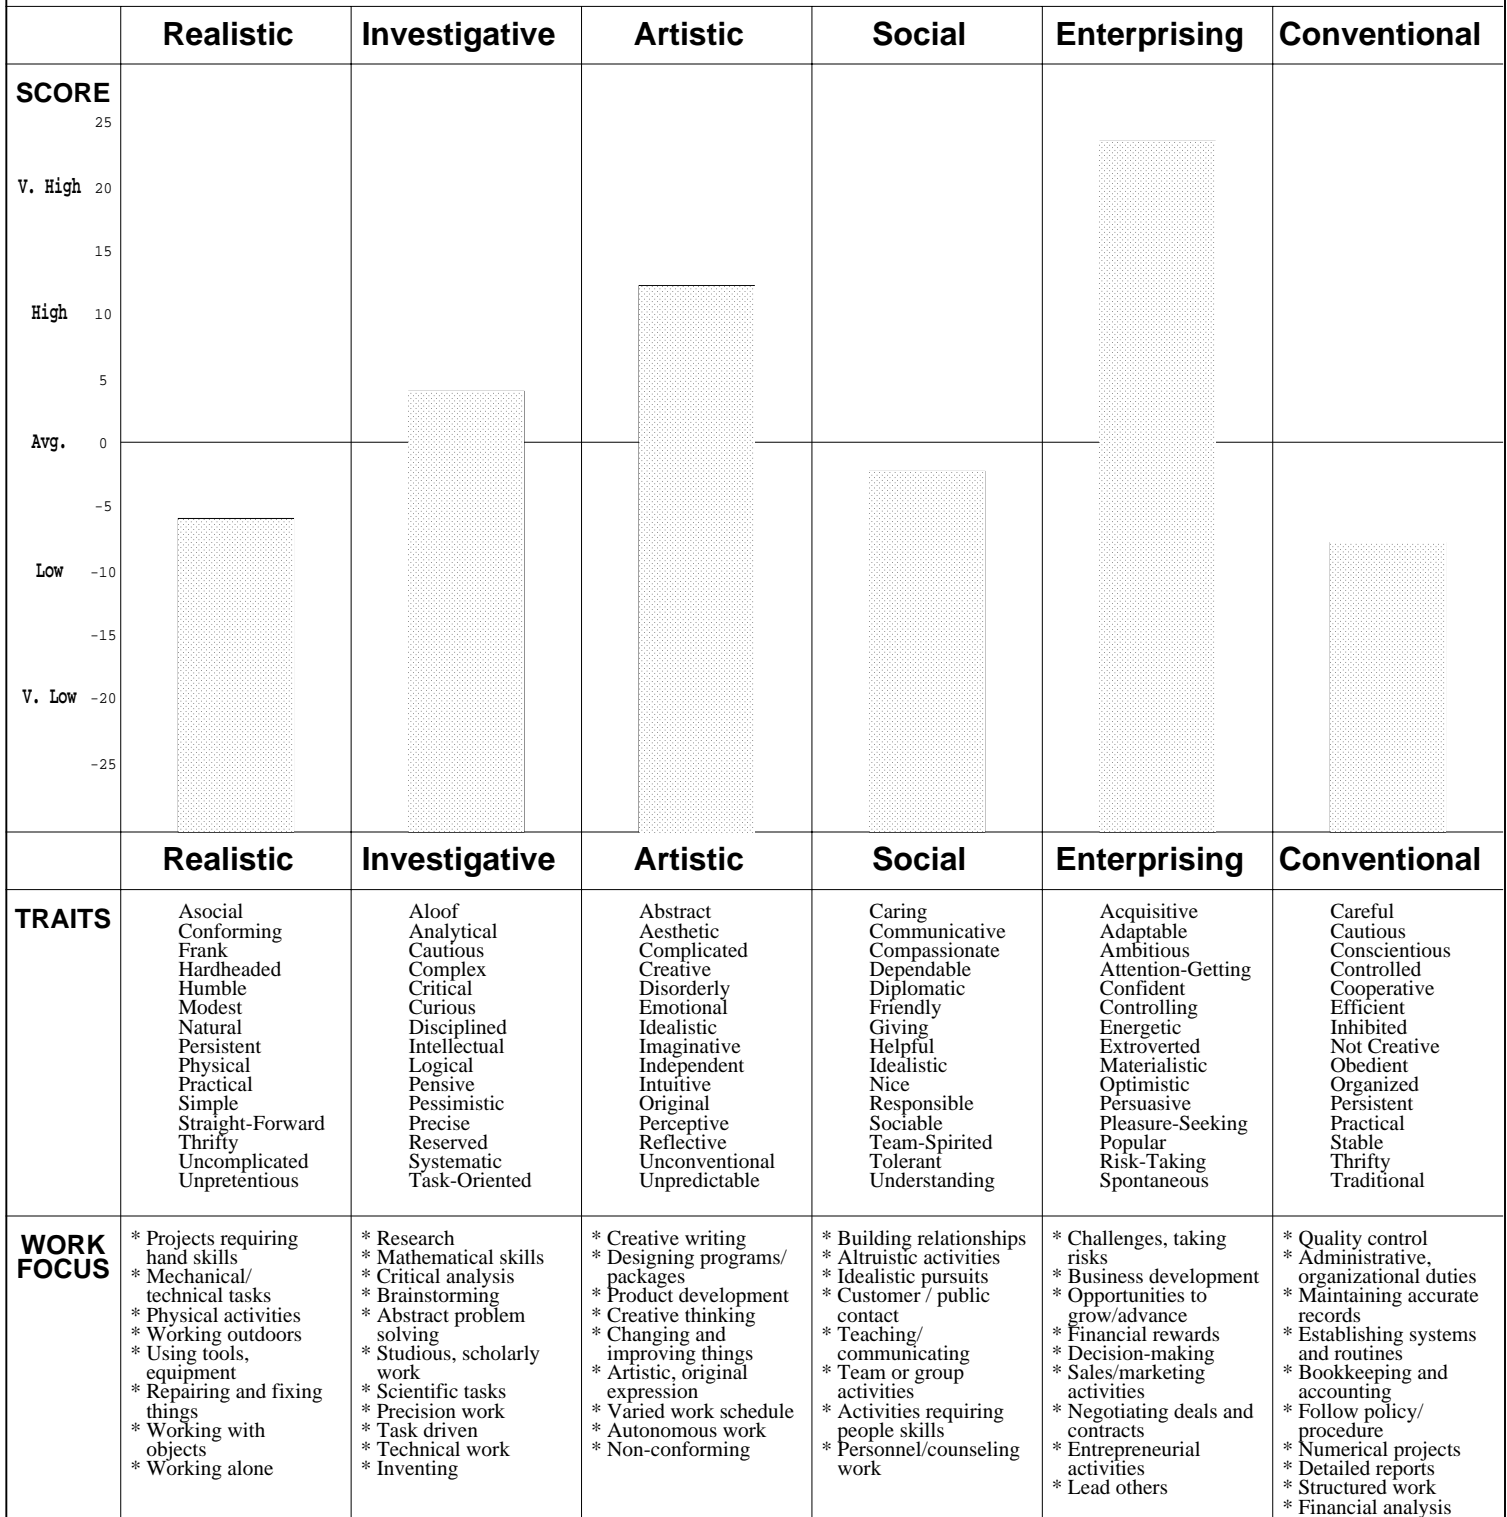 Realistic Investigative Artistic Social Enterprising Conventional
SCORE
25
V. High 20
15
High 10
5
Avg. 0
-5
Low -10
-15
V. Low -20
-25
Realistic Investigative Artistic Social Enterprising Conventional
TRAITS
Asocial
Conforming
Frank
Hardheaded
Humble
Modest
Natural
Persistent
Physical
Practical
Simple
Straight-Forward
Thrifty
Uncomplicated
Unpretentious
Aloof
Analytical
Cautious
Complex
Critical
Curious
Disciplined
Intellectual
Logical
Pensive
Pessimistic
Precise
Reserved
Systematic
Task-Oriented
Abstract
Aesthetic
Complicated
Creative
Disorderly
Emotional
Idealistic
Imaginative
Independent
Intuitive
Original
Perceptive
Reflective
Unconventional
Unpredictable
Caring
Communicative
Compassionate
Dependable
Diplomatic
Friendly
Giving
Helpful
Idealistic
Nice
Responsible
Sociable
Team-Spirited
Tolerant
Understanding
Acquisitive
Adaptable
Ambitious
Attention-Getting
Confident
Controlling
Energetic
Extroverted
Materialistic
Optimistic
Persuasive
Pleasure-Seeking
Popular
Risk-Taking
Spontaneous
Careful
Cautious
Conscientious
Controlled
Cooperative
Efficient
Inhibited
Not Creative
Obedient
Organized
Persistent
Practical
Stable
Thrifty
Traditional
WORK
FOCUS
* Projects requiring
hand skills
* Mechanical/
technical tasks
* Physical activities
* Working outdoors
* Using tools,
equipment
* Repairing and fixing
things
* Working with
objects
* Working alone
* Research
* Mathematical skills
* Critical analysis
* Brainstorming
* Abstract problem
solving
* Studious, scholarly
work
* Scientific tasks
* Precision work
* Task driven
* Technical work
* Inventing
* Creative writing
* Designing programs/
packages
* Product development
* Creative thinking
* Changing and
improving things
* Artistic, original
expression
* Varied work schedule
* Autonomous work
* Non-conforming
* Building relationships
* Altruistic activities
* Idealistic pursuits
* Customer / public
contact
* Teaching/
communicating
* Team or group
activities
* Activities requiring
people skills
* Personnel/counseling
work
* Challenges, taking
risks
* Business development
* Opportunities to
grow/advance
* Financial rewards
* Decision-making
* Sales/marketing
activities
* Negotiating deals and
contracts
* Entrepreneurial
activities
* Lead others
* Quality control
* Administrative,
organizational duties
* Maintaining accurate
records
* Establishing systems
and routines
* Bookkeeping and
accounting
* Follow policy/
procedure
* Numerical projects
* Detailed reports
* Structured work
* Financial analysis